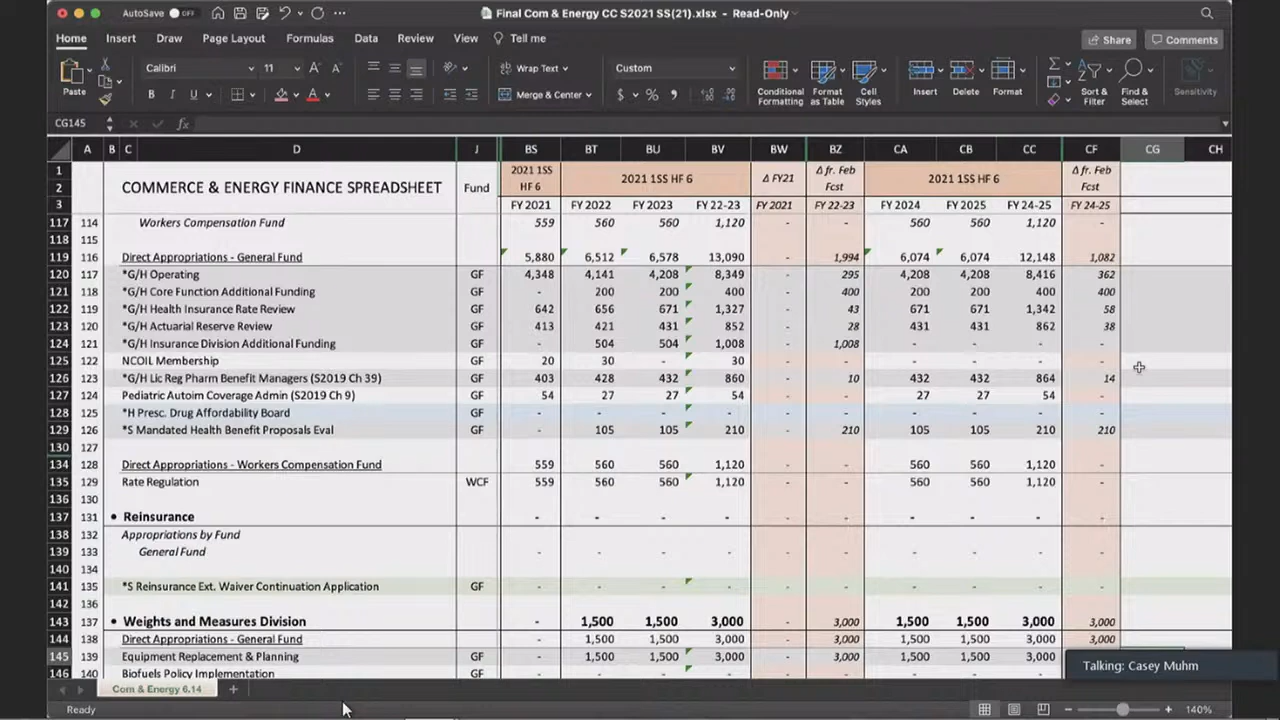 AutoSave OFF Final Com & Energy CC S2021 SS(21).xlsx - Read-Only
Home Insert Draw Page Layout Formulas Data Review View Tell me Share Comments
Paste Calibri 11 A A Wrap Text Custom Conditional Formatting Format as Table Cell Styles Insert Delete Format Sort & Filter Find & Select Sensitivity
B I U A Merge & Center $ %
CG145 fx
A B C D J BS BT BU BV BW BZ CA CB CC CF CG CH
1 2021 1SS HF 6 Δ fr. Feb Fcst Δ fr. Feb Fcst
2 COMMERCE & ENERGY FINANCE SPREADSHEET Fund 2021 1SS HF 6 Δ FY21 2021 1SS HF 6
3 FY 2021 FY 2022 FY 2023 FY 22-23 FY 2021 FY 22-23 FY 2024 FY 2025 FY 24-25 FY 24-25
117 114 Workers Compensation Fund 559 560 560 1,120 - - 560 560 1,120 -
118 115
119 116 Direct Appropriations - General Fund 5,880 6,512 6,578 13,090 - 1,994 6,074 6,074 12,148 1,082
120 117 *G/H Operating GF 4,348 4,141 4,208 8,349 - 295 4,208 4,208 8,416 362
121 118 *G/H Core Function Additional Funding GF - 200 200 400 - 400 200 200 400 400
122 119 *G/H Health Insurance Rate Review GF 642 656 671 1,327 - 43 671 671 1,342 58
123 120 *G/H Actuarial Reserve Review GF 413 421 431 852 - 28 431 431 862 38
124 121 *G/H Insurance Division Additional Funding GF - 504 504 1,008 - 1,008 - - - -
125 122 NCOIL Membership GF 20 30 - 30 - - - - - -
126 123 *G/H Lic Reg Pharm Benefit Managers (S2019 Ch 39) GF 403 428 432 860 - 10 432 432 864 14
127 124 Pediatric Autoim Coverage Admin (S2019 Ch 9) GF 54 27 27 54 - - 27 27 54 -
128 125 *H Presc. Drug Affordability Board GF - - - - - - - - - -
129 126 *S Mandated Health Benefit Proposals Eval GF - 105 105 210 - 210 105 105 210 210
130 127
134 128 Direct Appropriations - Workers Compensation Fund 559 560 560 1,120 - - 560 560 1,120 -
135 129 Rate Regulation WCF 559 560 560 1,120 - - 560 560 1,120 -
136 130
137 131 • Reinsurance - - - - - - - - - -
138 132 Appropriations by Fund
139 133 General Fund - - - - - - - - - -
140 134
141 135 *S Reinsurance Ext. Waiver Continuation Application GF - - - - - - - - - -
142 136
143 137 • Weights and Measures Division - 1,500 1,500 3,000 - 3,000 1,500 1,500 3,000 3,000
144 138 Direct Appropriations - General Fund - 1,500 1,500 3,000 - 3,000 1,500 1,500 3,000 3,000
145 139 Equipment Replacement & Planning GF - 1,500 1,500 3,000 - 3,000 1,500 1,500 3,000
146 140 Biofuels Policy Implementation GF - - - - - - - - -
Talking: Casey Muhm
Com & Energy 6.14 +
Ready 140%